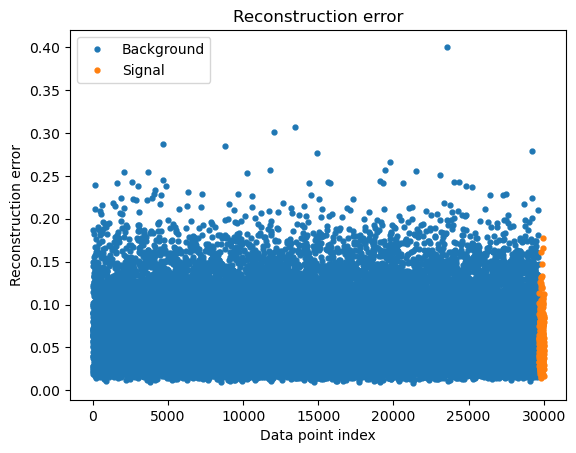 Reconstruction error
Background
Signal
Reconstruction error
0.40
0.35
0.30
0.25
0.20
0.15
0.10
0.05
0.00
0 5000 10000 15000 20000 25000 30000
Data point index